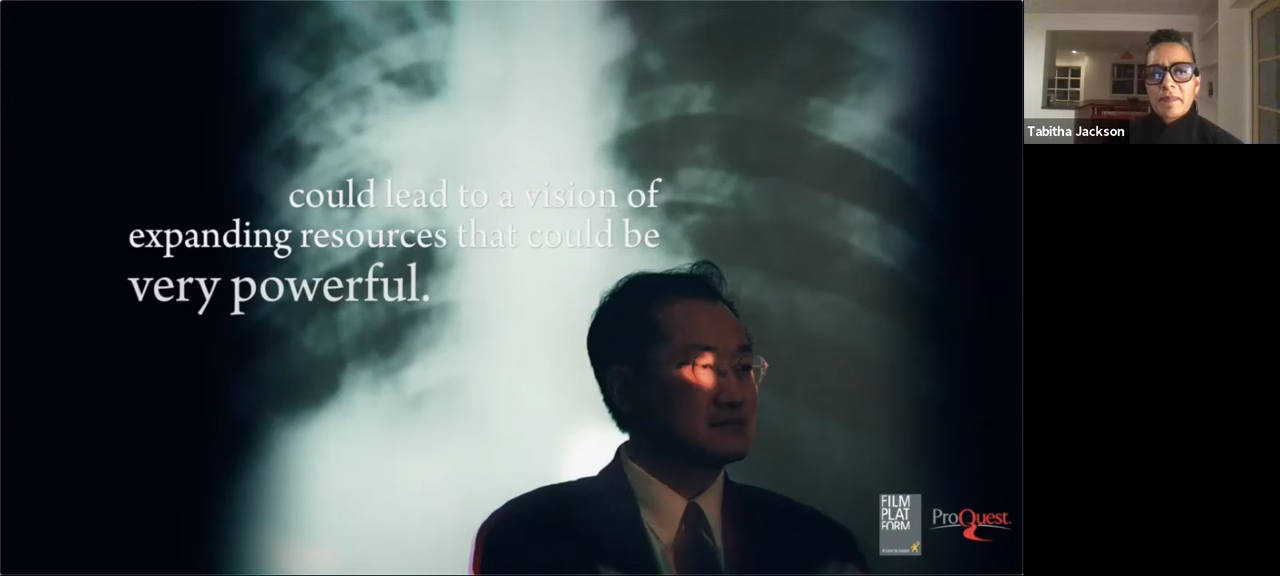 could lead to a vision of
expanding resources that could be
very powerful.
Tabitha Jackson
FILM
PLAT
FORM
ProQuest.